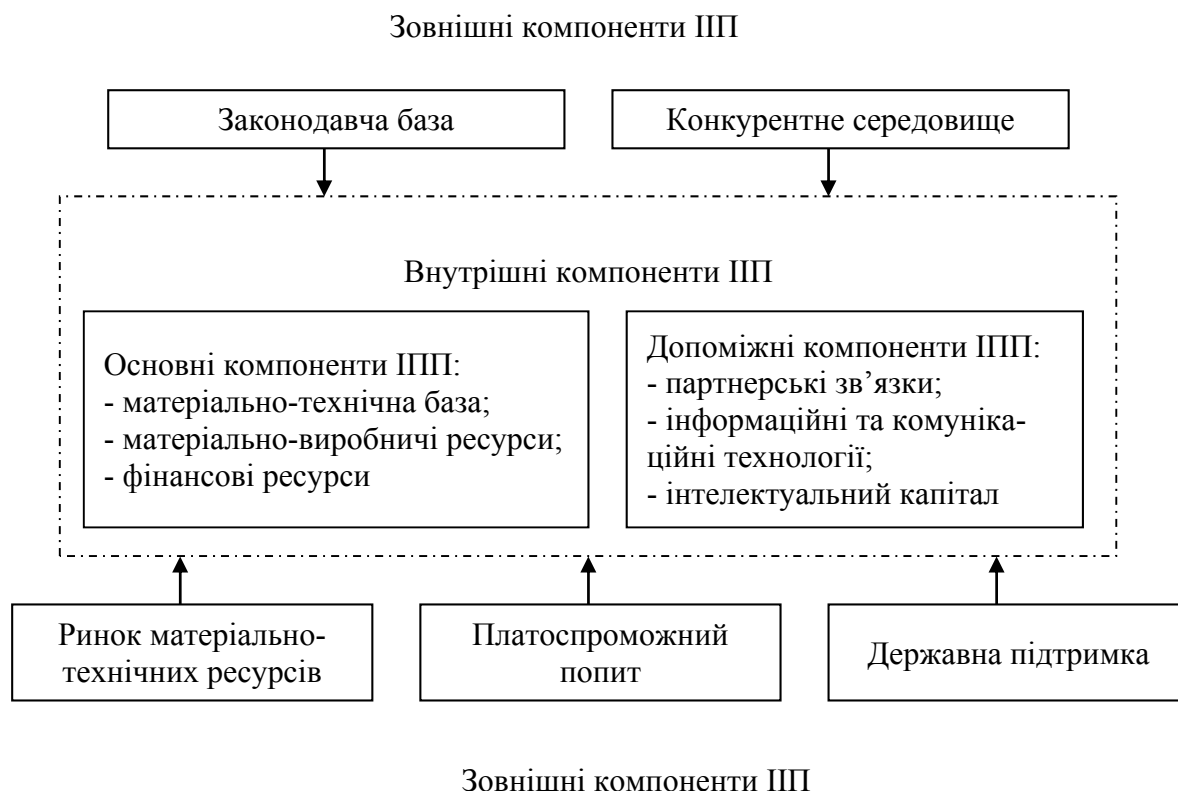 Зовнішні компоненти ІІП
Законодавча база
Конкурентне середовище
Внутрішні компоненти ІІП
Основні компоненти ІПП:
- матеріально-технічна база;
- матеріально-виробничі ресурси;
- фінансові ресурси
Допоміжні компоненти ІПП:
- партнерські зв’язки;
- інформаційні та комуніка-
ційні технології;
- інтелектуальний капітал
Ринок матеріально-
технічних ресурсів
Платоспроможний
попит
Державна підтримка
Зовнішні компоненти ІІП